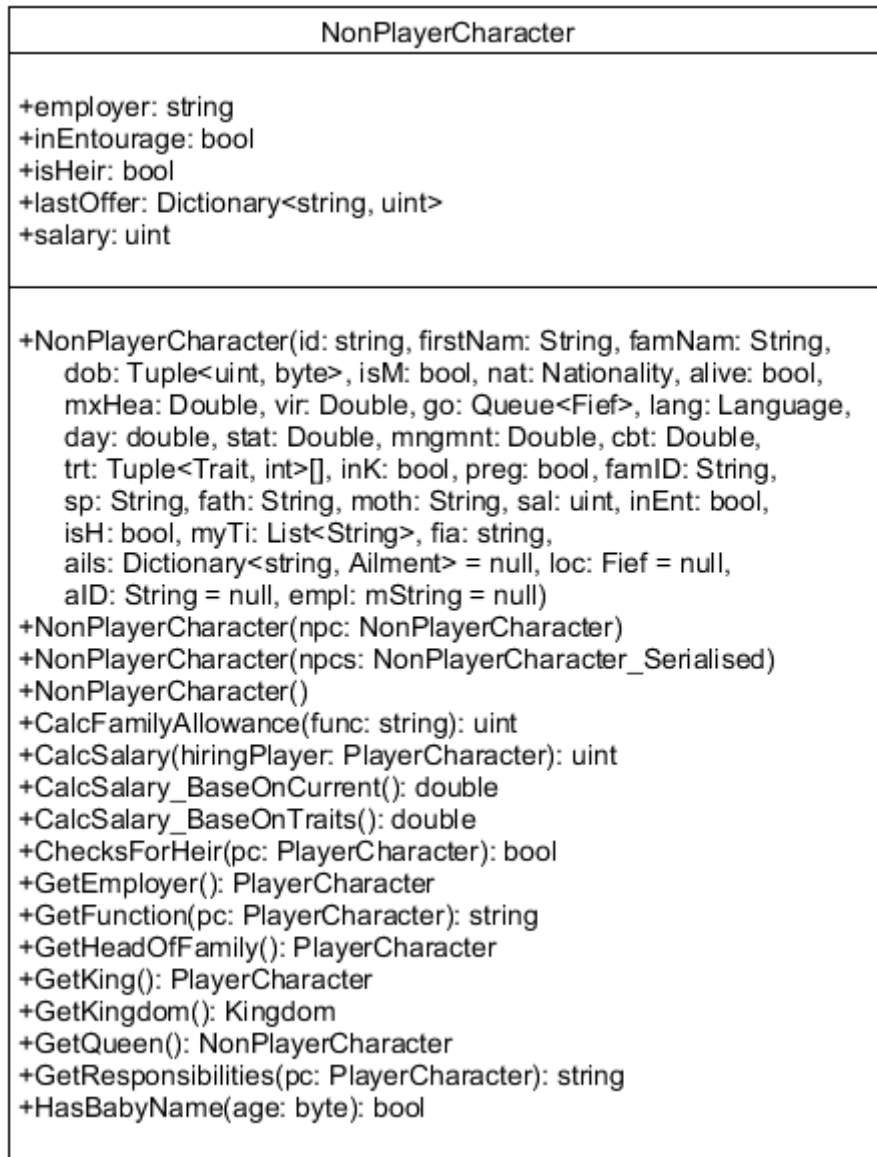 NonPlayerCharacter
+employer: string
+inEntourage: bool
+isHeir: bool
+lastOffer: Dictionary<string, uint>
+salary: uint
+NonPlayerCharacter(id: string, firstNam: String, famNam: String,
dob: Tuple<uint, byte>, isM: bool, nat: Nationality, alive: bool,
mxHea: Double, vir: Double, go: Queue<Fief>, lang: Language,
day: double, stat: Double, mngmnt: Double, cbt: Double,
trt: Tuple<Trait, int>[], inK: bool, preg: bool, famID: String,
sp: String, fath: String, moth: String, sal: uint, inEnt: bool,
isH: bool, myTi: List<String>, fia: string,
ails: Dictionary<string, Ailment> = null, loc: Fief = null,
aID: String = null, empl: mString = null)
+NonPlayerCharacter(npc: NonPlayerCharacter)
+NonPlayerCharacter(npcs: NonPlayerCharacter_Serialised)
+NonPlayerCharacter()
+CalcFamilyAllowance(func: string): uint
+CalcSalary(hiringPlayer: PlayerCharacter): uint
+CalcSalary_BaseOnCurrent(): double
+CalcSalary_BaseOnTraits(): double
+ChecksForHeir(pc: PlayerCharacter): bool
+GetEmployer(): PlayerCharacter
+GetFunction(pc: PlayerCharacter): string
+GetHeadOfFamily(): PlayerCharacter
+GetKing(): PlayerCharacter
+GetKingdom(): Kingdom
+GetQueen(): NonPlayerCharacter
+GetResponsibilities(pc: PlayerCharacter): string
+HasBabyName(age: byte): bool